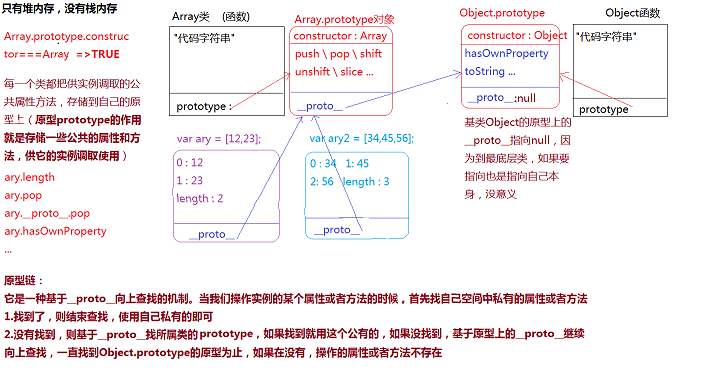 只有堆内存，没有栈内存
Array.prototype.construc
tor===Array =>TRUE
每一个类都把供实例调取的公
共属性方法，存储到自己的原
型上（原型prototype的作用
就是存储一些公共的属性和方
法，供它的实例调取使用）
ary.length
ary.pop
ary.__proto__.pop
ary.hasOwnProperty
...
Array类 （函数）
"代码字符串"
prototype :
Array.prototype对象
constructor : Array
push \ pop \ shift
unshift \ slice ...
__proto__
Object.prototype
constructor : Object
hasOwnProperty
toString ...
__proto__:null
Object函数
"代码字符串"
prototype
var ary = [12,23];
0 : 12
1 : 23
length : 2
__proto__
var ary2 = [34,45,56];
0 : 34 1: 45
2: 56 length : 3
__proto__
基类Object的原型上的
__proto__指向null，因
为到最底层类，如果要
指向也是指向自己本
身，没意义
原型链：
它是一种基于__proto__向上查找的机制。当我们操作实例的某个属性或者方法的时候，首先找自己空间中私有的属性或者方法
1.找到了，则结束查找，使用自己私有的即可
2.没有找到，则基于__proto__找所属类的prototype，如果找到就用这个公有的，如果没找到，基于原型上的__proto__继续
向上查找，一直找到Object.prototype的原型为止，如果在没有，操作的属性或者方法不存在